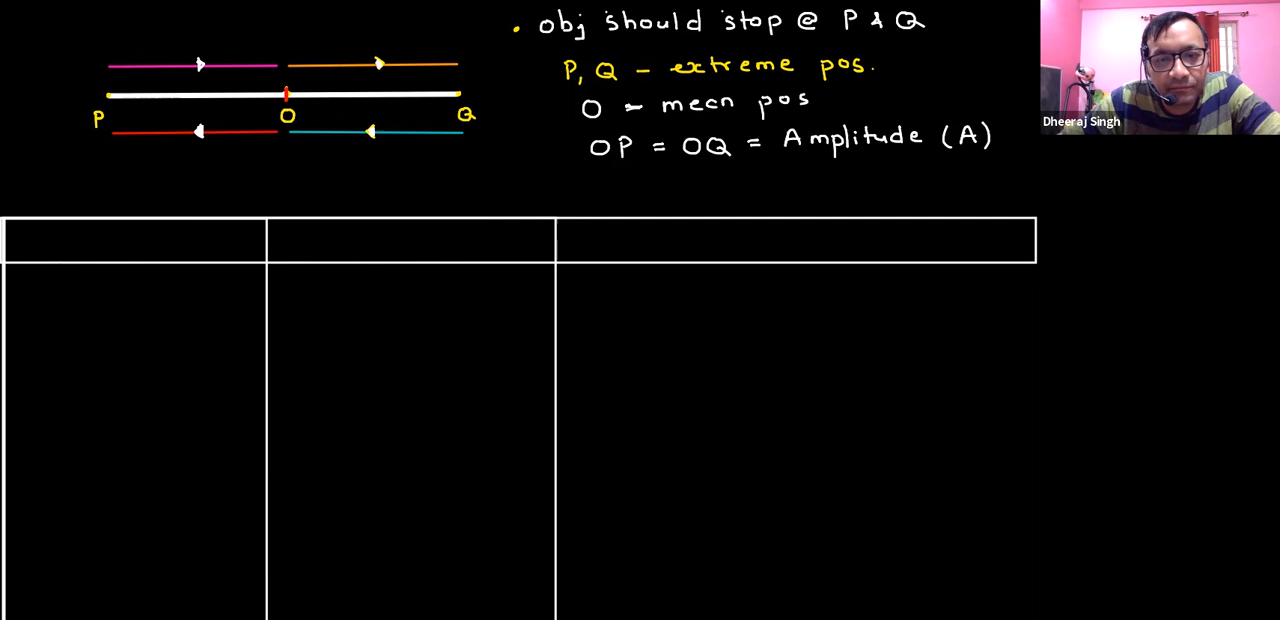 • obj should stop @ P & Q
P, Q - extreme pos.
O - mean pos
OP = OQ = Amplitude (A)
P O Q
Dheeraj Singh